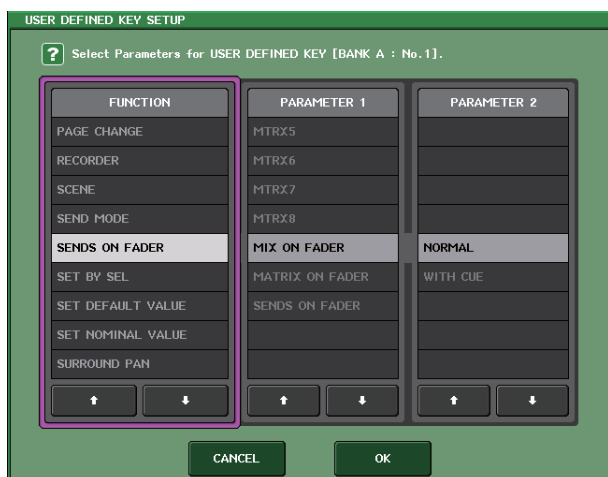 USER DEFINED KEY SETUP
? Select Parameters for USER DEFINED KEY [BANK A : No.1].
FUNCTION
PAGE CHANGE
RECORDER
SCENE
SEND MODE
SENDS ON FADER
SET BY SEL
SET DEFAULT VALUE
SET NOMINAL VALUE
SURROUND PAN
PARAMETER 1
MTRX5
MTRX6
MTRX7
MTRX8
MIX ON FADER
MATRIX ON FADER
SENDS ON FADER
PARAMETER 2
NORMAL
WITH CUE
CANCEL
OK